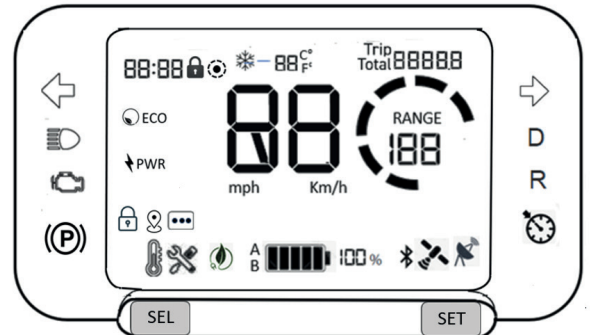 88:88 - 88 C° F° Trip Total 88888
ECO
88
RANGE
188
PWR
mph Km/h
D
R
(P)
A
B
100 %
SEL SET